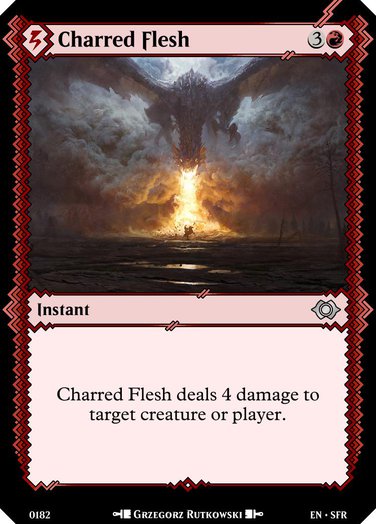 Charred Flesh 3
Instant
Charred Flesh deals 4 damage to
target creature or player.
0182 Grzegorz Rutkowski EN • SFR